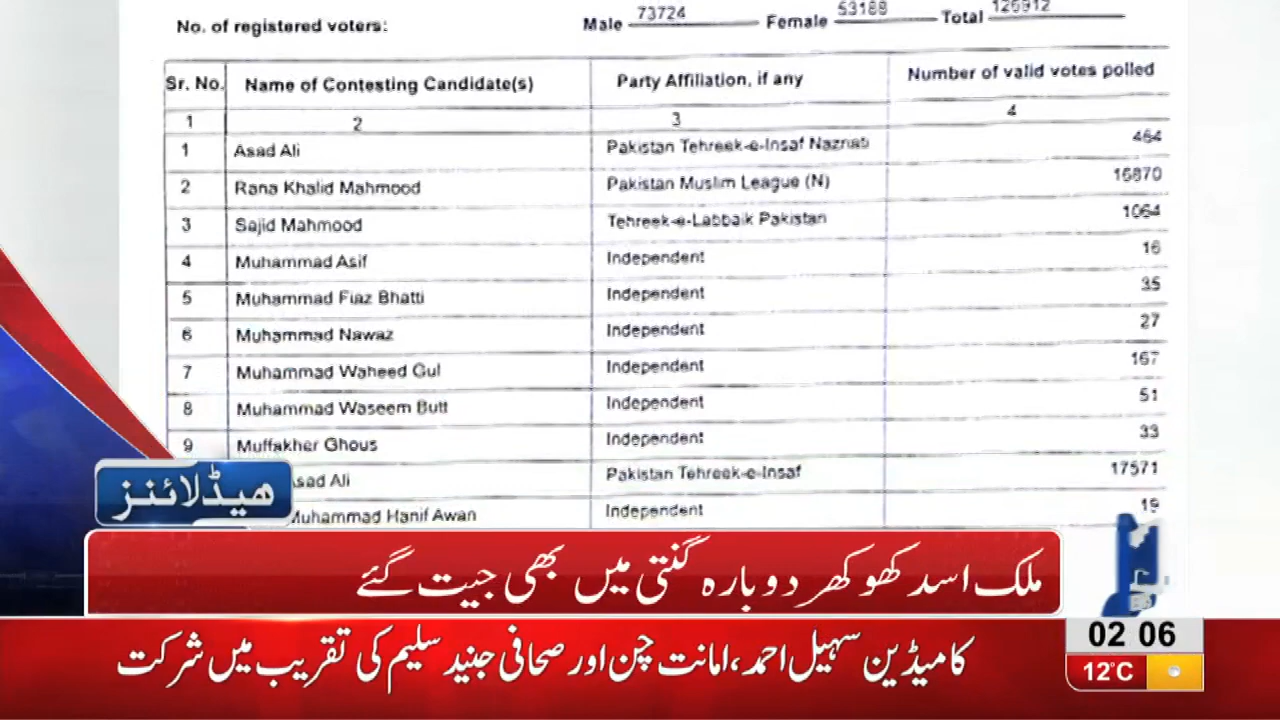 No. of registered voters: Male 73724 Female 53188 Total 126912
Sr. No. Name of Contesting Candidate(s) Party Affiliation, if any Number of valid votes polled
1 2 3 4
1 Asad Ali Pakistan Tehreek-e-Insaf Nazriati 464
2 Rana Khalid Mahmood Pakistan Muslim League (N) 16870
3 Sajid Mahmood Tehreek-e-Labbaik Pakistan 1064
4 Muhammad Asif Independent 16
5 Muhammad Fiaz Bhatti Independent 35
6 Muhammad Nawaz Independent 27
7 Muhammad Waheed Gul Independent 167
8 Muhammad Waseem Butt Independent 51
9 Muffakher Ghous Independent 33
Asad Ali Pakistan Tehreek-e-Insaf 17571
Muhammad Hanif Awan Independent 19
ھیڈلائنز
ملک اسد کھوکھر دوبارہ گنتی میں بھی جیت گئے
02 06
کامیڈین سہیل احمد، امانت چن اور صحافی جنید سلیم کی تقریب میں شرکت
12°C